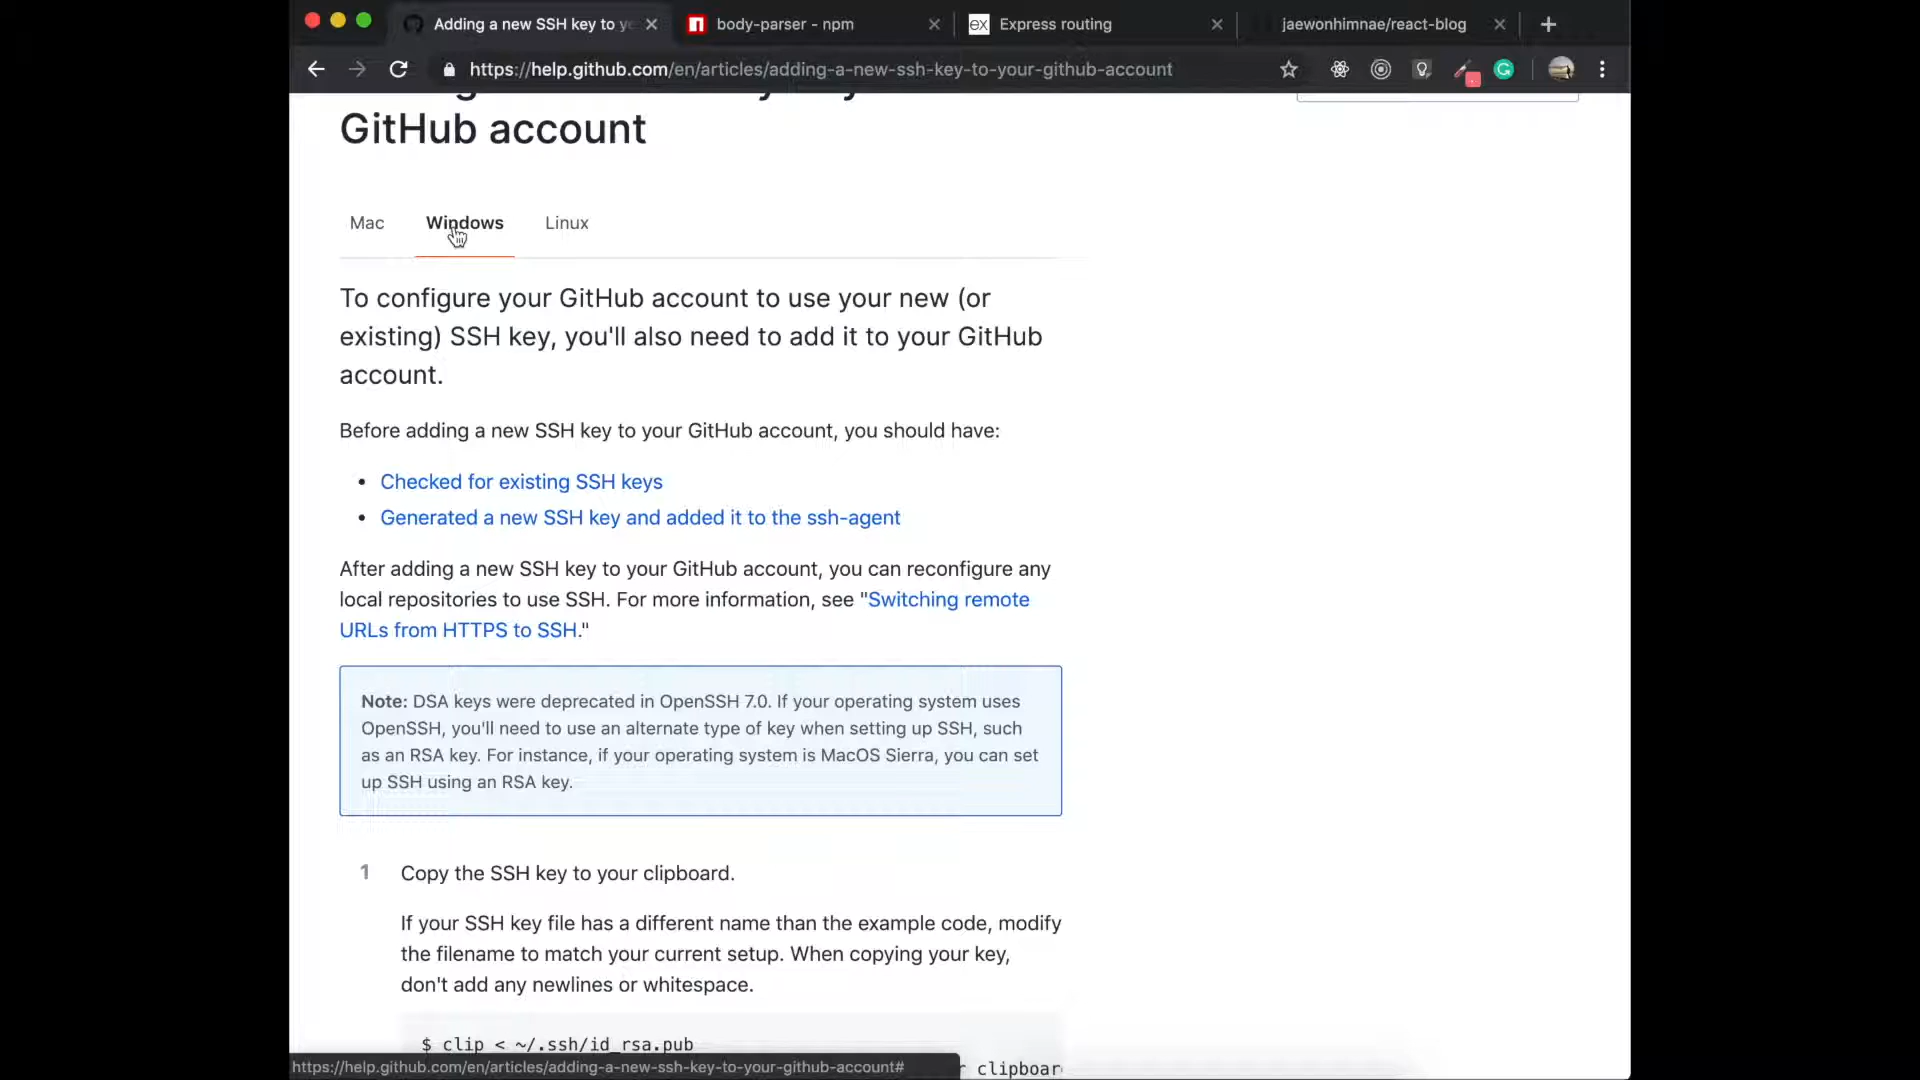 Adding a new SSH key to y
body-parser - npm
Express routing
jaewonhimnae/react-blog
https://help.github.com/en/articles/adding-a-new-ssh-key-to-your-github-account
GitHub account
Mac
Windows
Linux
To configure your GitHub account to use your new (or
existing) SSH key, you'll also need to add it to your GitHub
account.
Before adding a new SSH key to your GitHub account, you should have:
• Checked for existing SSH keys
• Generated a new SSH key and added it to the ssh-agent
After adding a new SSH key to your GitHub account, you can reconfigure any
local repositories to use SSH. For more information, see "Switching remote
URLs from HTTPS to SSH."
Note: DSA keys were deprecated in OpenSSH 7.0. If your operating system uses
OpenSSH, you'll need to use an alternate type of key when setting up SSH, such
as an RSA key. For instance, if your operating system is MacOS Sierra, you can set
up SSH using an RSA key.
1 Copy the SSH key to your clipboard.
If your SSH key file has a different name than the example code, modify
the filename to match your current setup. When copying your key,
don't add any newlines or whitespace.
$ clip < ~/.ssh/id_rsa.pub
r clipboar
https://help.github.com/en/articles/adding-a-new-ssh-key-to-your-github-account#